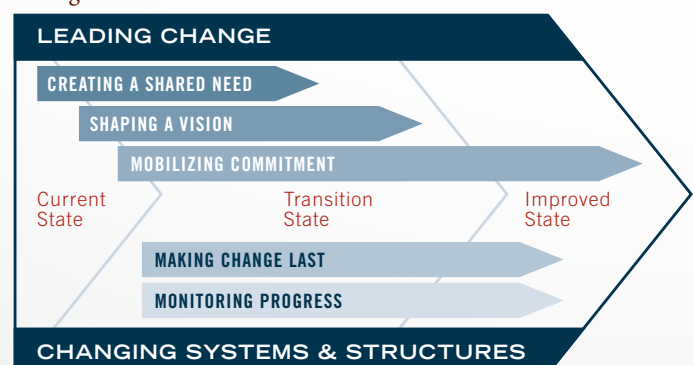 LEADING CHANGE
CREATING A SHARED NEED
SHAPING A VISION
MOBILIZING COMMITMENT
Current
State
Transition
State
Improved
State
MAKING CHANGE LAST
MONITORING PROGRESS
CHANGING SYSTEMS & STRUCTURES